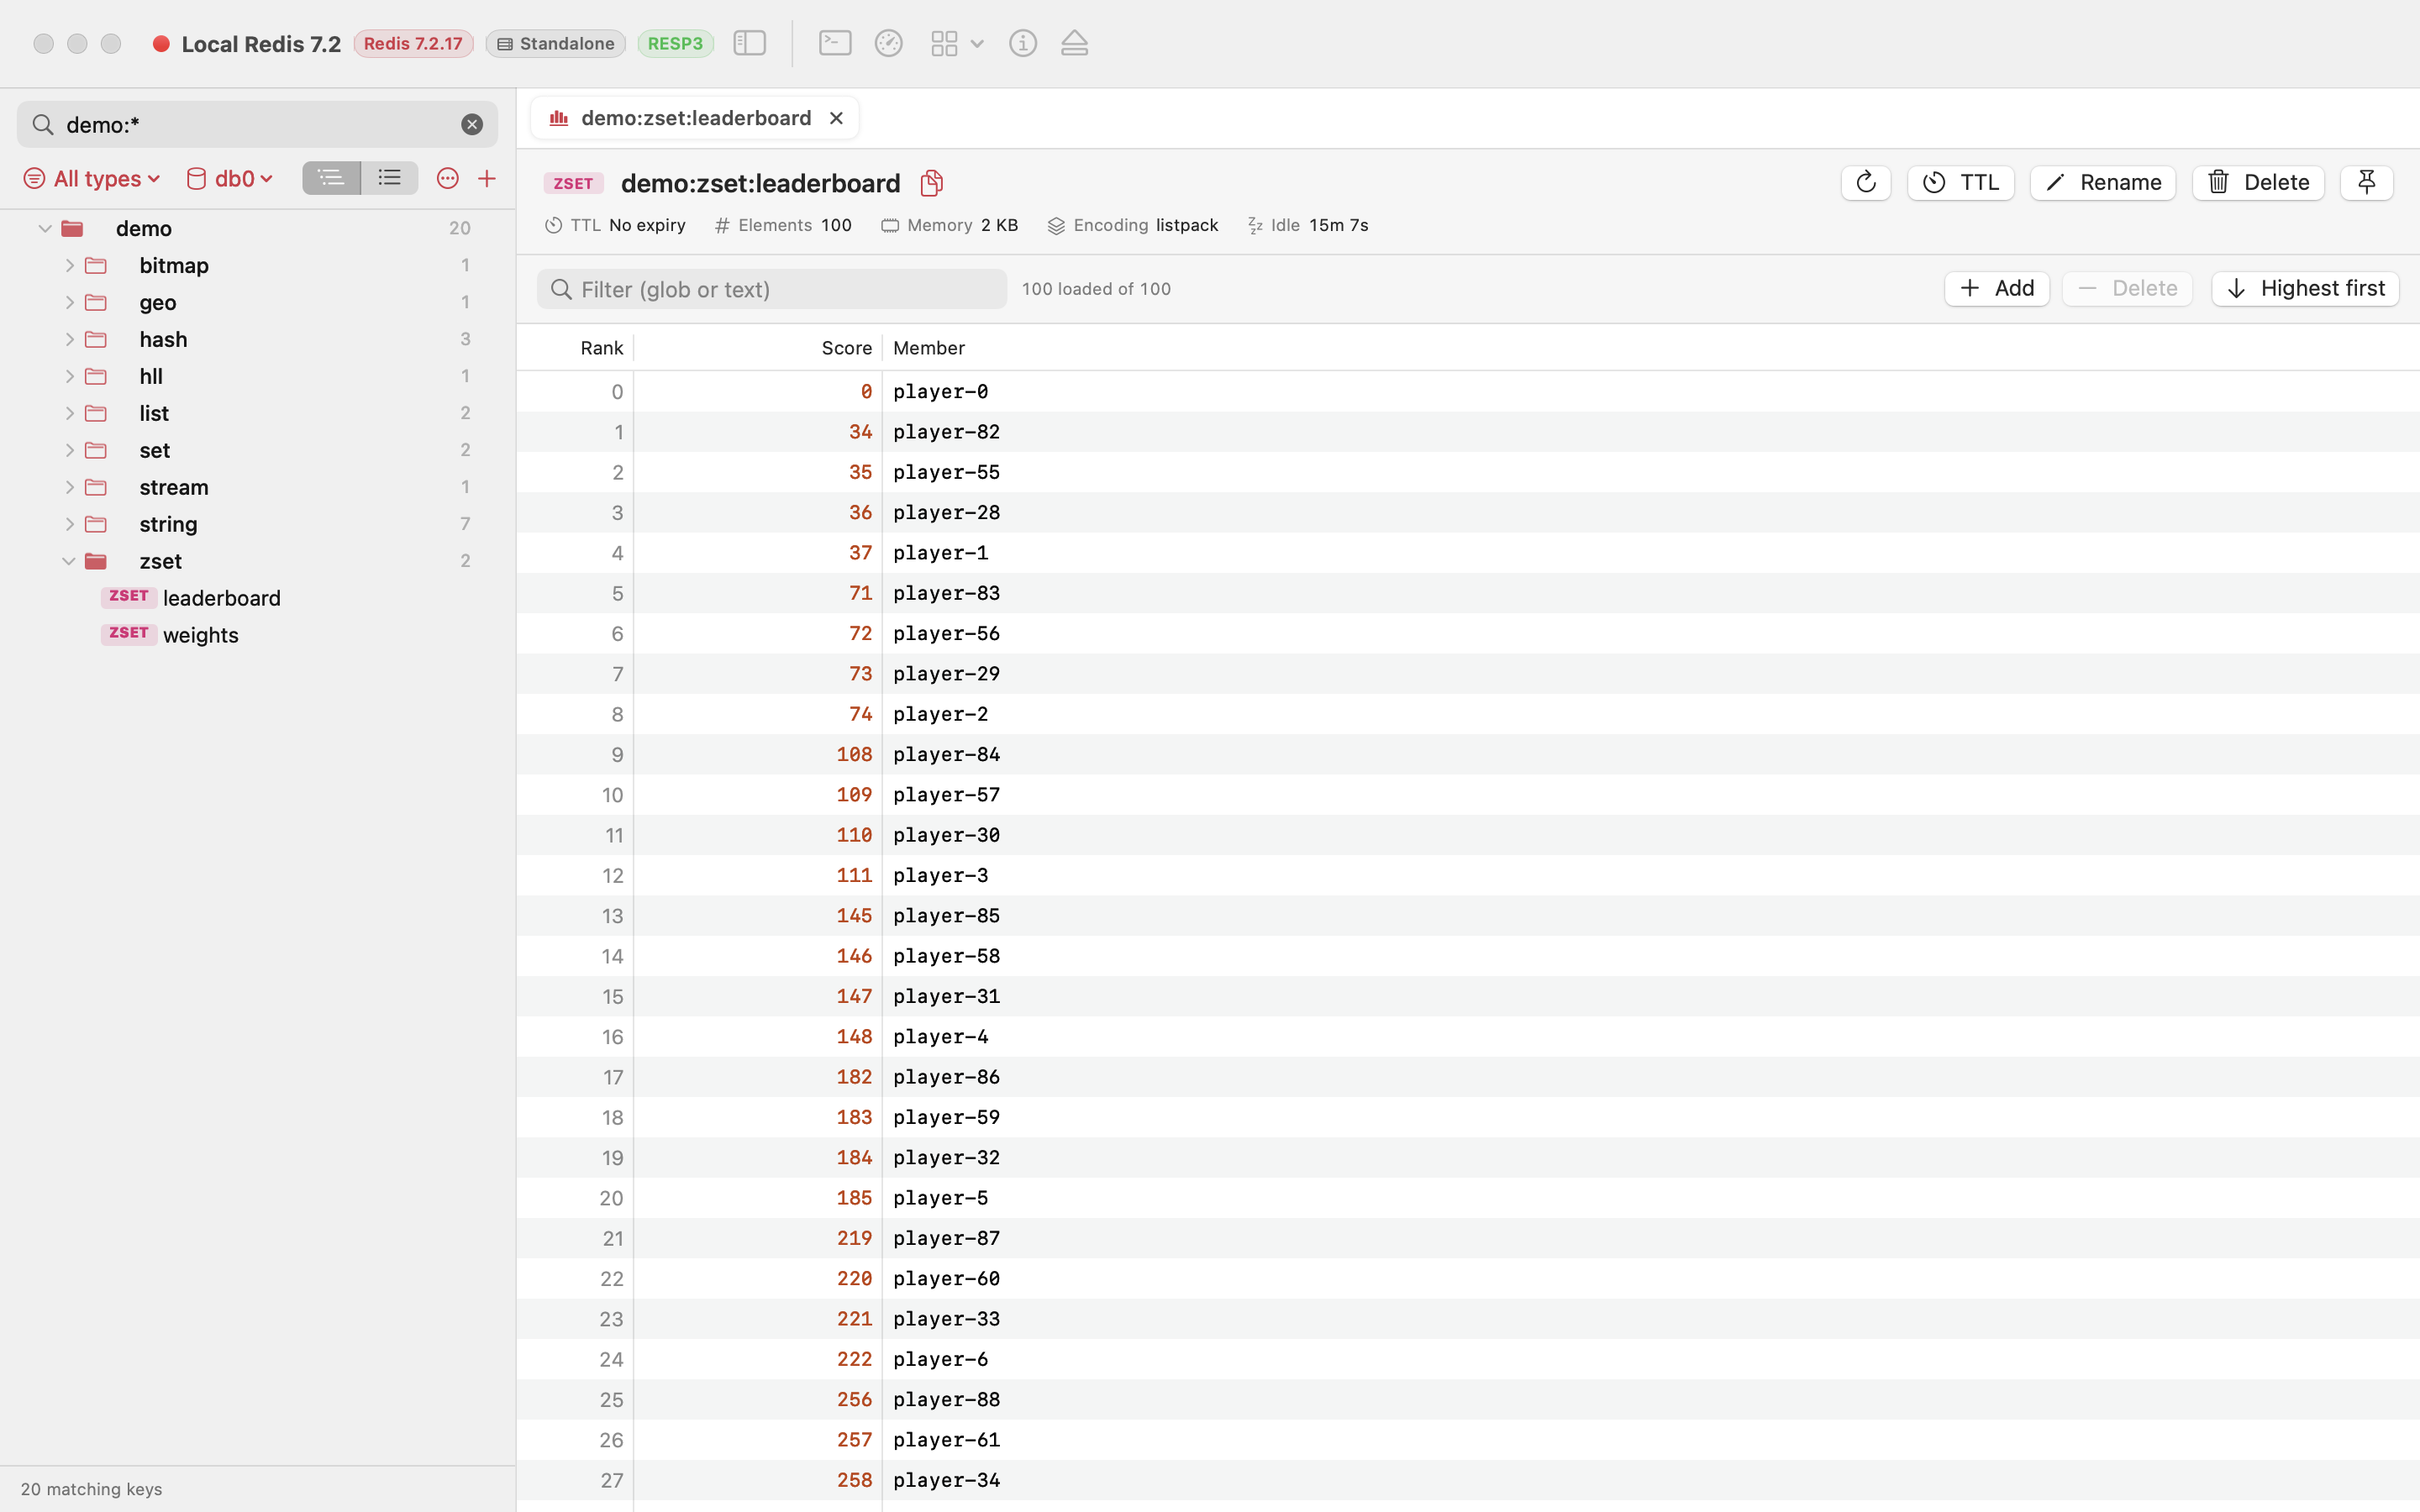 Local Redis 7.2 Redis 7.2.17 Standalone RESP3
demo:*
All types db0
demo 20
bitmap 1
geo 1
hash 3
hll 1
list 2
set 2
stream 1
string 7
zset 2
ZSET leaderboard
ZSET weights
20 matching keys
demo:zset:leaderboard
ZSET demo:zset:leaderboard TTL Rename Delete
TTL No expiry # Elements 100 Memory 2 KB Encoding listpack Idle 15m 7s
Filter (glob or text) 100 loaded of 100 Add Delete Highest first
Rank Score Member
0 0 player-0
1 34 player-82
2 35 player-55
3 36 player-28
4 37 player-1
5 71 player-83
6 72 player-56
7 73 player-29
8 74 player-2
9 108 player-84
10 109 player-57
11 110 player-30
12 111 player-3
13 145 player-85
14 146 player-58
15 147 player-31
16 148 player-4
17 182 player-86
18 183 player-59
19 184 player-32
20 185 player-5
21 219 player-87
22 220 player-60
23 221 player-33
24 222 player-6
25 256 player-88
26 257 player-61
27 258 player-34